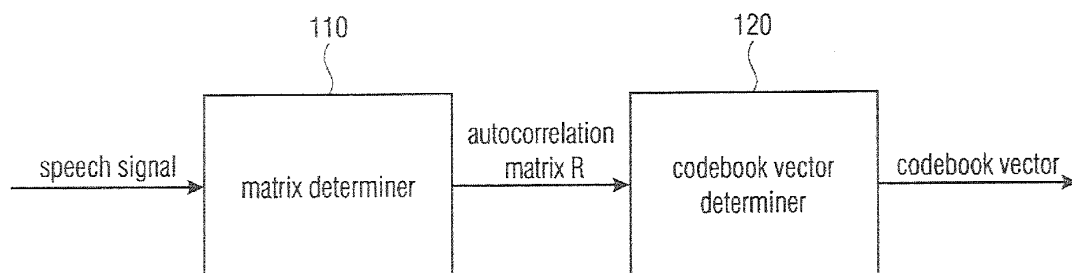 110
120
speech signal
matrix determiner
autocorrelation
matrix R
codebook vector
determiner
codebook vector